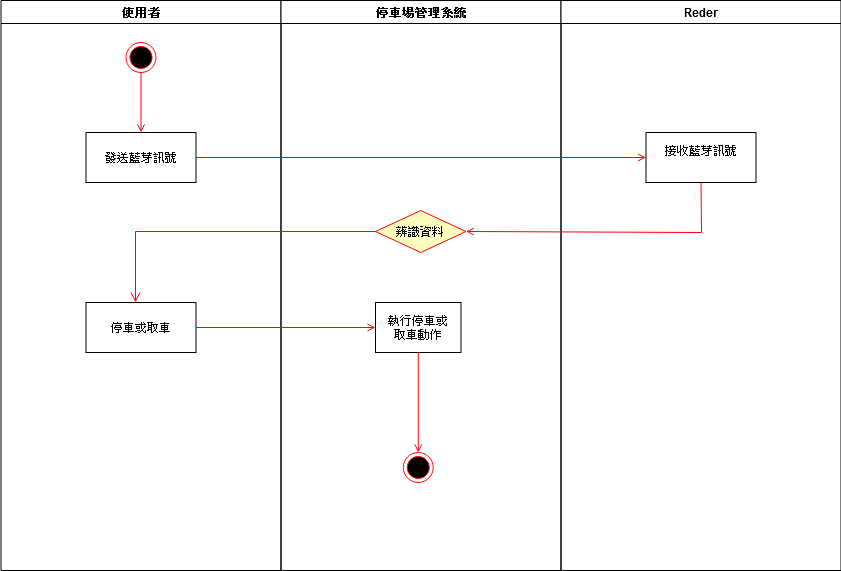 使用者
停車場管理系統
Reder
發送藍芽訊號
接收藍芽訊號
辨識資料
停車或取車
執行停車或
取車動作